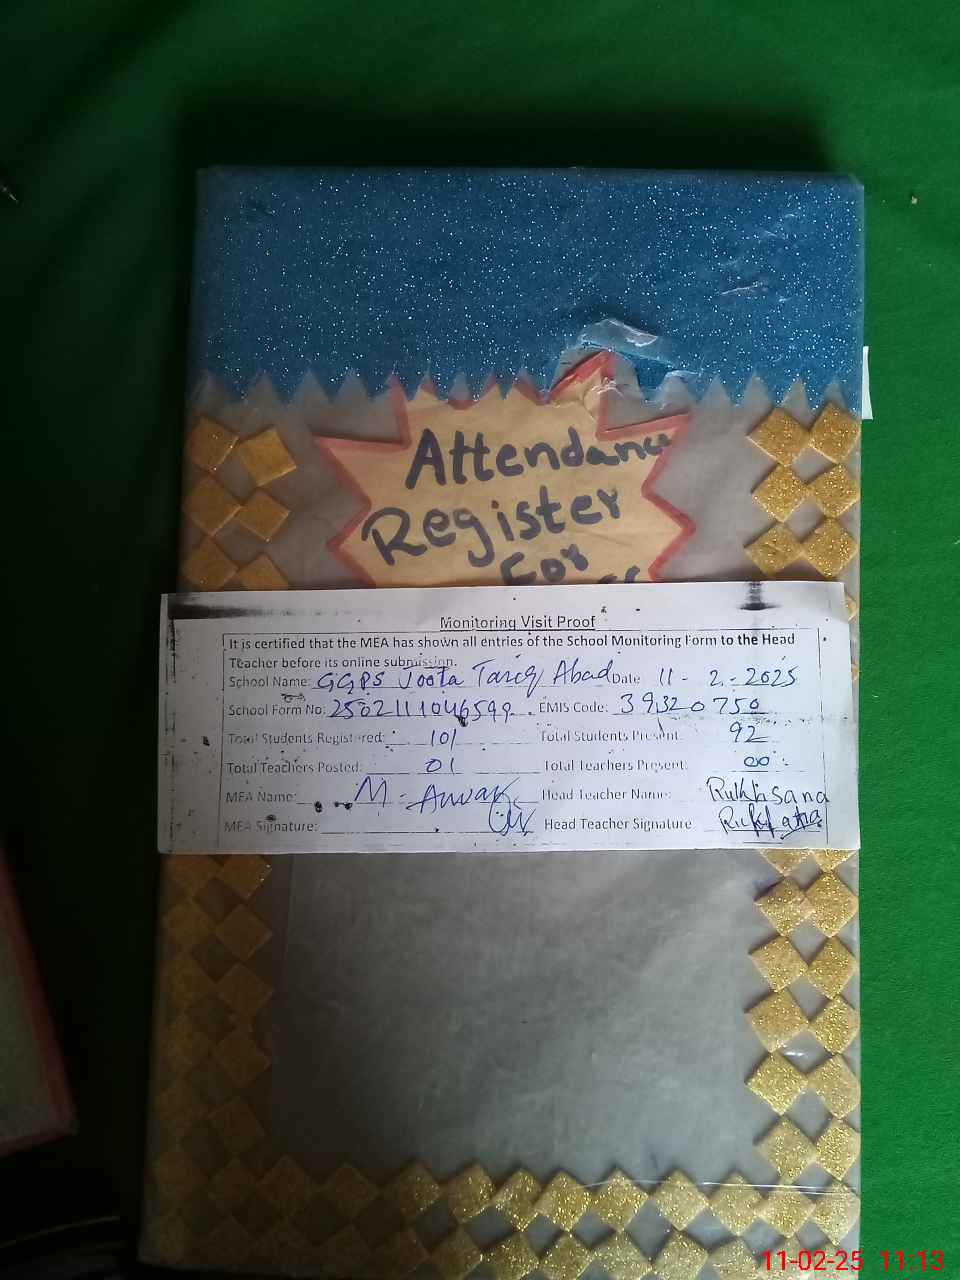 Attendance
Register
For
Monitoring Visit Proof
It is certified that the MEA has shown all entries of the School Monitoring Form to the Head
Teacher before its online submission.
School Name: GGPS Joota Tariq Abad Date 11 - 2 - 2025
School Form No: 2502111046599 EMIS Code: 39320750
Total Students Registered: 101 Total Students Present: 92
Total Teachers Posted: 01 Total Teachers Present: 00
MEA Name: M. Anwar Head Teacher Name: Rukhsana
MEA Signature: Head Teacher Signature
11-02-25 11:13